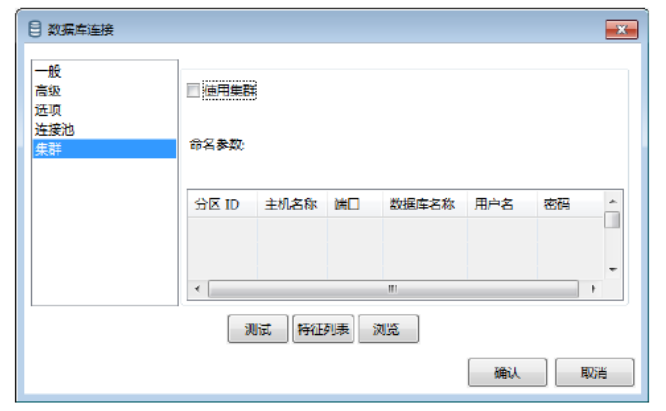 数据库连接
一般
高级
选项
连接池
集群
使用集群
命名参数:
分区 ID 主机名称 端口 数据库名称 用户名 密码
测试 特征列表 浏览
确认 取消